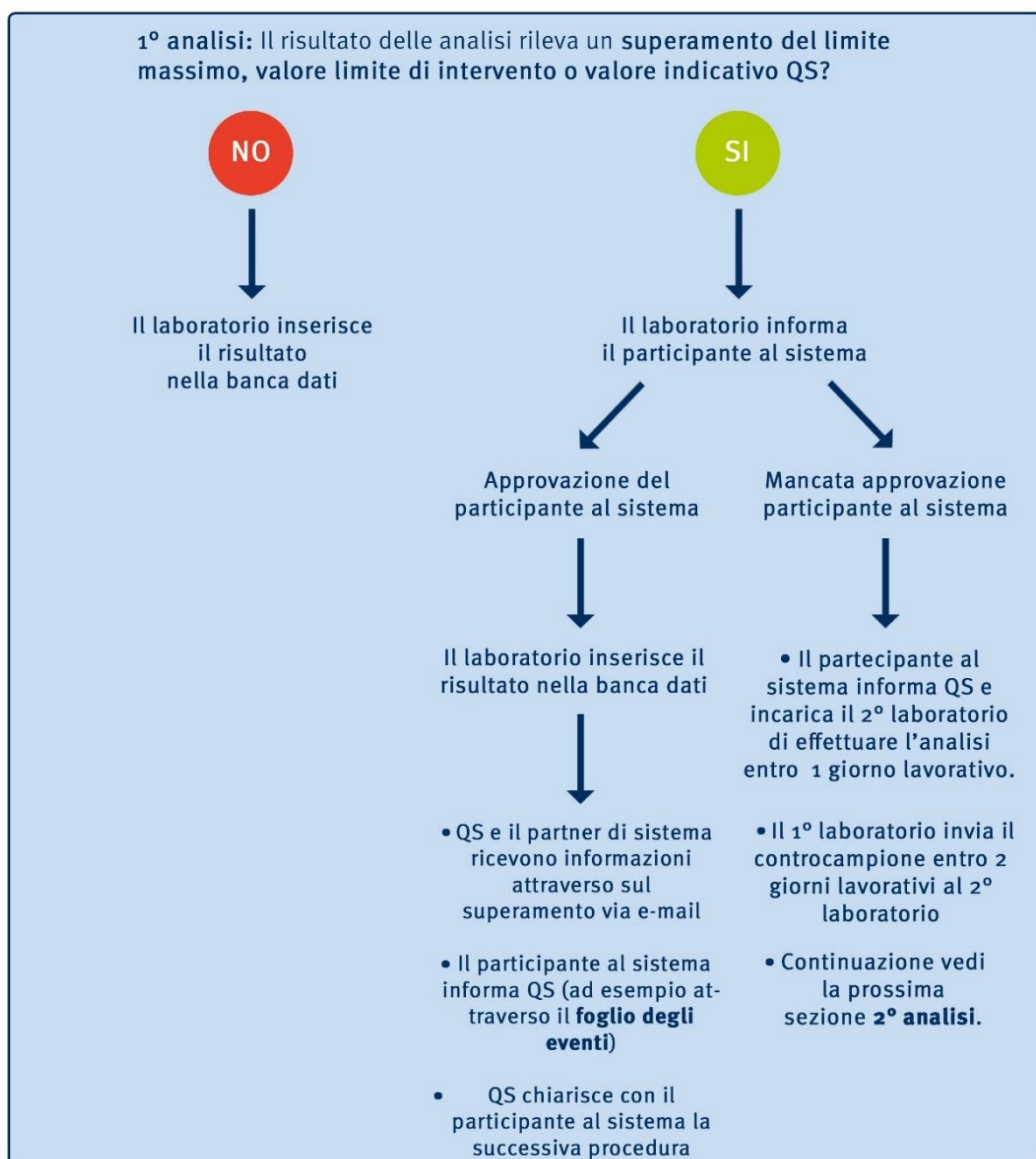 1° analisi: Il risultato delle analisi rileva un superamento del limite
massimo, valore limite di intervento o valore indicativo QS?
NO
Il laboratorio inserisce
il risultato
nella banca dati
SI
Il laboratorio informa
il participante al sistema
Approvazione del
participante al sistema
Il laboratorio inserisce il
risultato nella banca dati
• QS e il partner di sistema
ricevono informazioni
attraverso sul
superamento via e-mail
• Il participante al sistema
informa QS (ad esempio at-
traverso il foglio degli
eventi)
• QS chiarisce con il
participante al sistema la
successiva procedura
Mancata approvazione
participante al sistema
• Il partecipante al
sistema informa QS e
incarica il 2° laboratorio
di effettuare l'analisi
entro 1 giorno lavorativo.
• Il 1° laboratorio invia il
controcampione entro 2
giorni lavorativi al 2°
laboratorio
• Continuazione vedi
la prossima
sezione 2° analisi.